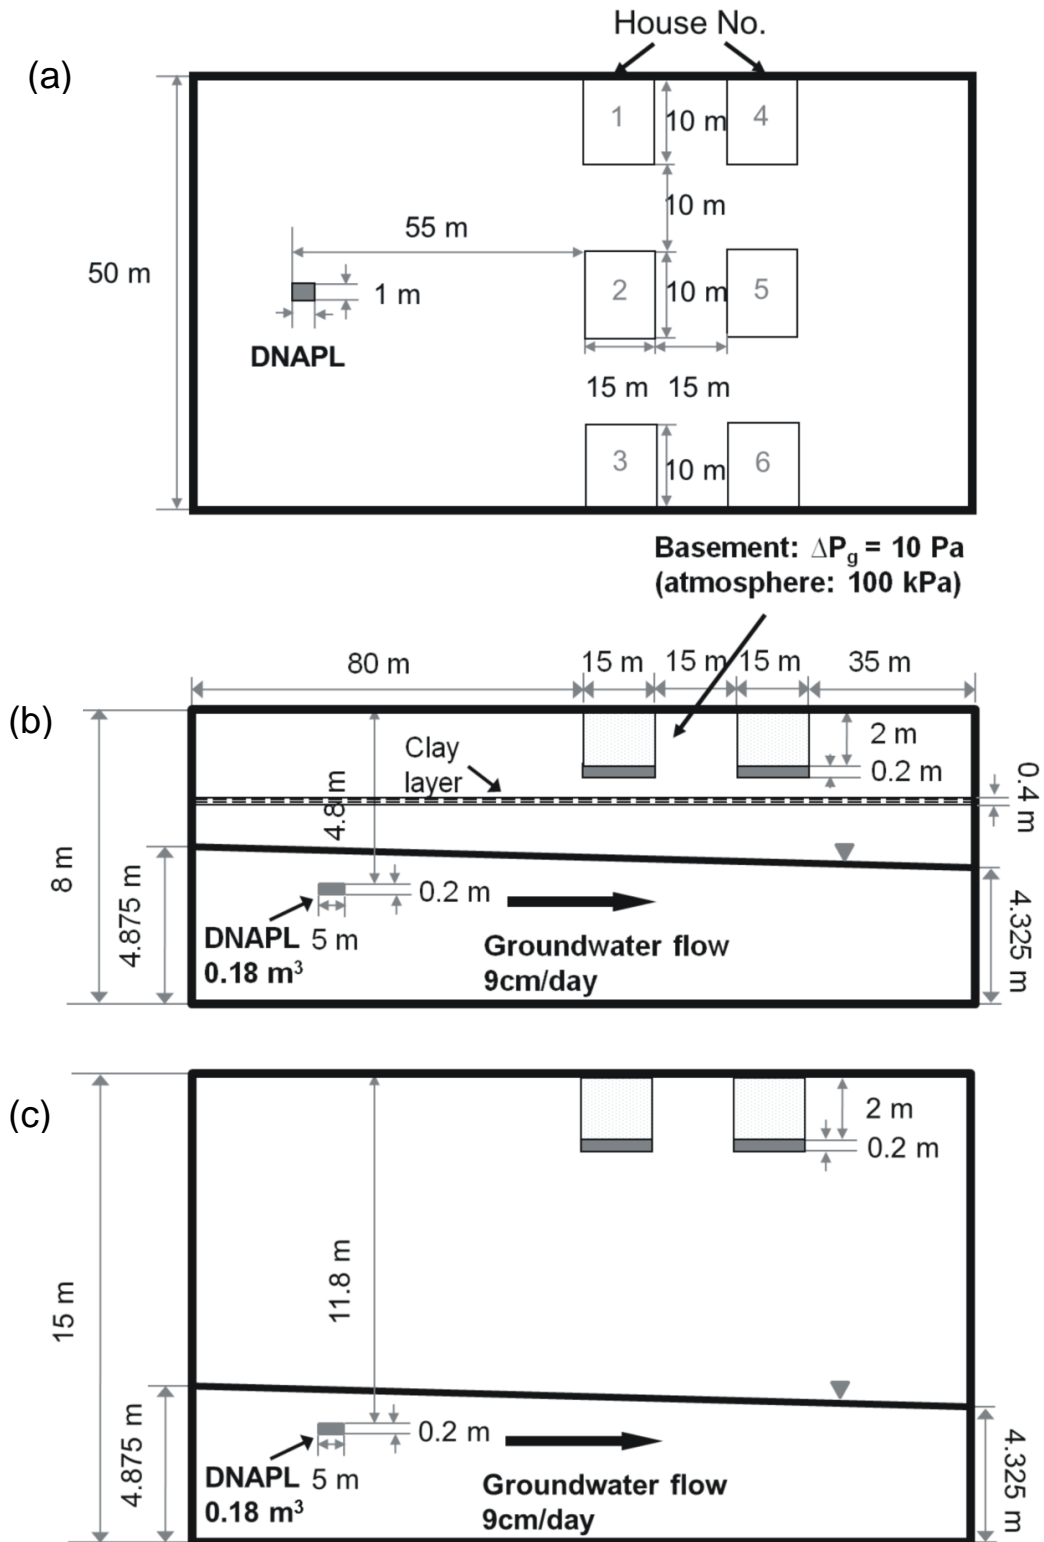 House No.
(a)
1
10 m
4
10 m
55 m
50 m
2
10 m
5
1 m
DNAPL
15 m 15 m
3
10 m
6
Basement: ΔPg = 10 Pa
(atmosphere: 100 kPa)
80 m
15 m
15 m
15 m
35 m
(b)
Clay
layer
2 m
0.2 m
0.4 m
4.8 m
8 m
4.875 m
0.2 m
DNAPL 5 m
0.18 m³
Groundwater flow
9cm/day
4.325 m
(c)
2 m
0.2 m
15 m
11.8 m
4.875 m
0.2 m
DNAPL 5 m
0.18 m³
Groundwater flow
9cm/day
4.325 m